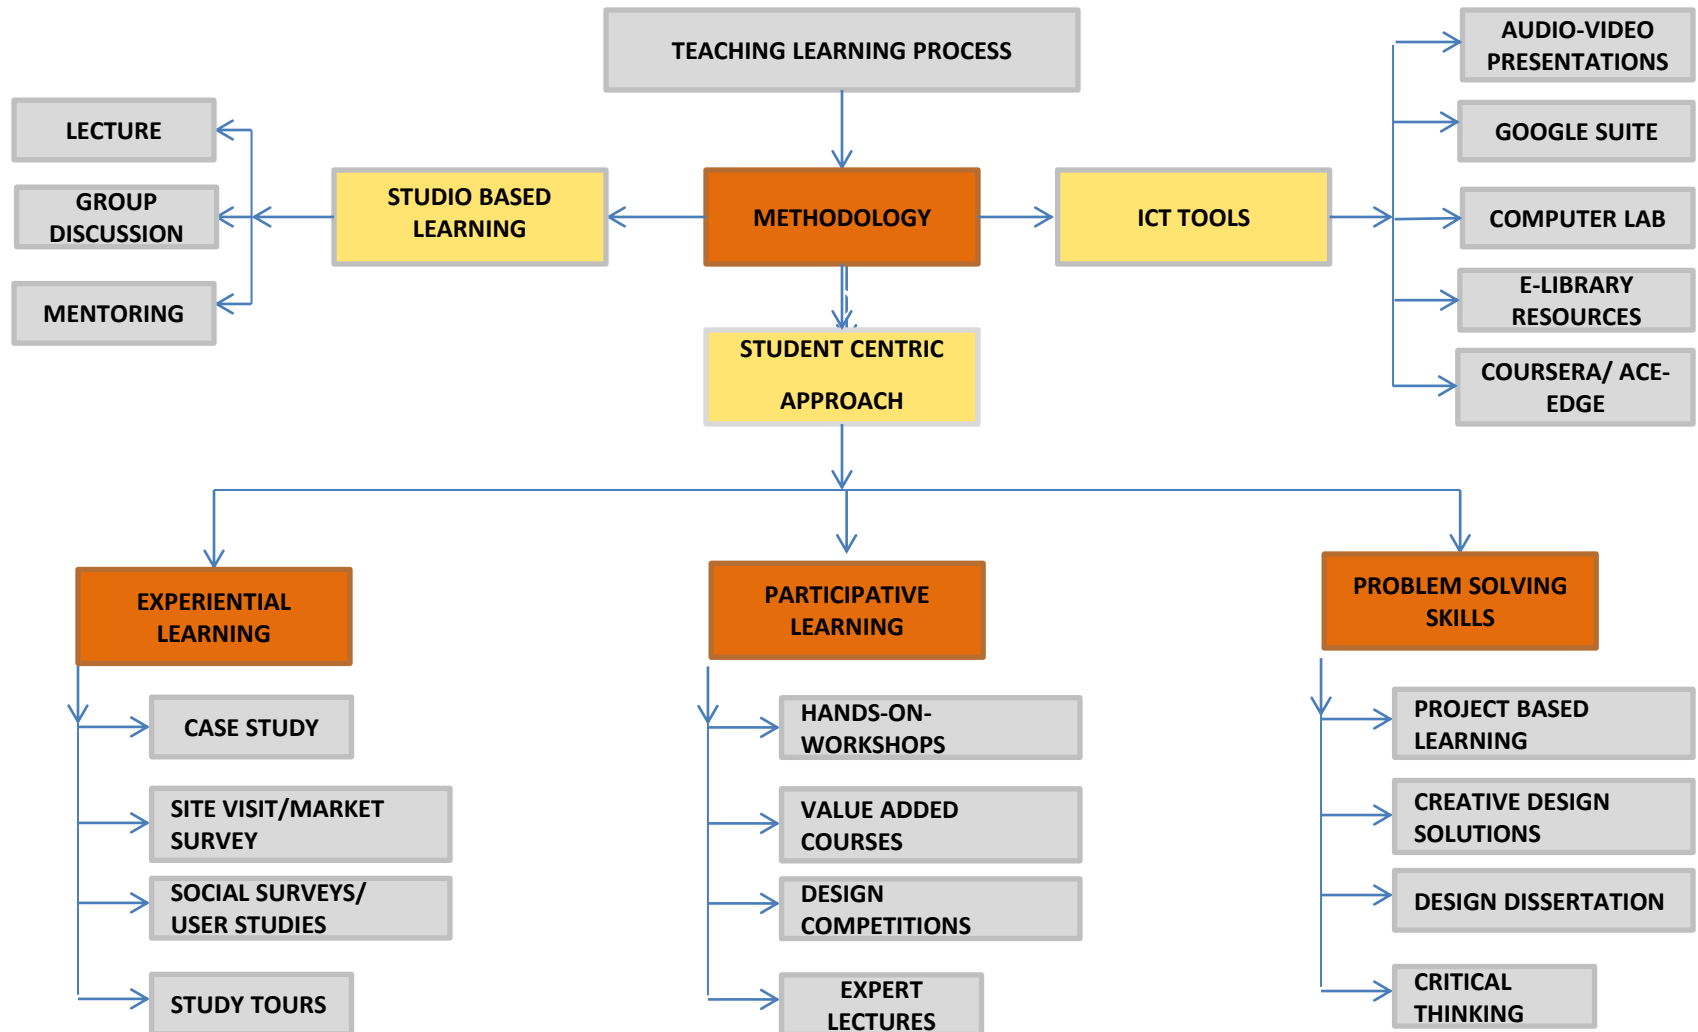 TEACHING LEARNING PROCESS
AUDIO-VIDEO
PRESENTATIONS
LECTURE
GOOGLE SUITE
GROUP
DISCUSSION
STUDIO BASED
LEARNING
METHODOLOGY
ICT TOOLS
COMPUTER LAB
MENTORING
E-LIBRARY
RESOURCES
STUDENT CENTRIC
APPROACH
COURSERA/ ACE-
EDGE
EXPERIENTIAL
LEARNING
PARTICIPATIVE
LEARNING
PROBLEM SOLVING
SKILLS
CASE STUDY
SITE VISIT/MARKET
SURVEY
SOCIAL SURVEYS/
USER STUDIES
STUDY TOURS
HANDS-ON-
WORKSHOPS
VALUE ADDED
COURSES
DESIGN
COMPETITIONS
EXPERT
LECTURES
PROJECT BASED
LEARNING
CREATIVE DESIGN
SOLUTIONS
DESIGN DISSERTATION
CRITICAL
THINKING